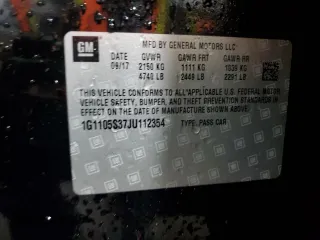 GM
MFD BY GENERAL MOTORS LLC
DATE GVWR GAWR FRT GAWR RR
09/17 2150 KG 1111 KG 1039 KG
4740 LB 2449 LB 2291 LB
THIS VEHICLE CONFORMS TO ALL APPLICABLE U.S. FEDERAL MOTOR
VEHICLE SAFETY, BUMPER, AND THEFT PREVENTION STANDARDS IN
EFFECT ON THE DATE OF MANUFACTURE SHOWN ABOVE.
1G1105S37JU112354 TYPE: PASS CAR